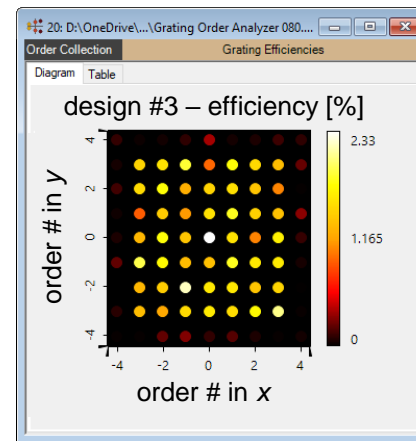 20: D:\OneDrive\...\Grating Order Analyzer 080....
Order Collection Grating Efficiencies
Diagram Table
design #3 – efficiency [%]
order # in y
4
2
0
-2
-4
-4 -2 0 2 4
order # in x
2.33
1.165
0